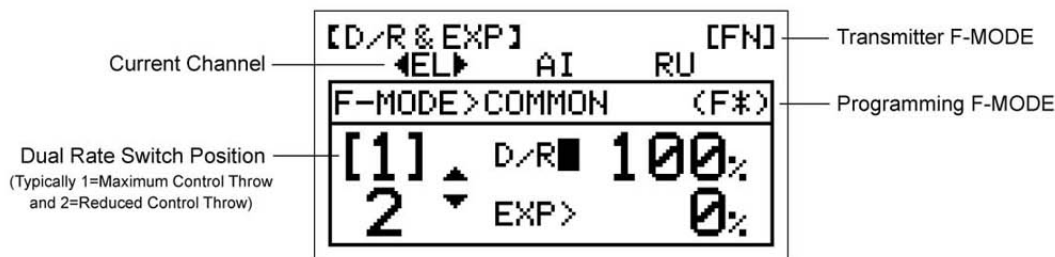 [D/R & EXP] [FN]
Transmitter F-MODE
Current Channel
◀EL▶ AI RU
F-MODE>COMMON (F*)
Programming F-MODE
Dual Rate Switch Position
(Typically 1=Maximum Control Throw
and 2=Reduced Control Throw)
[1] D/R█ 100%
2 EXP> 0%